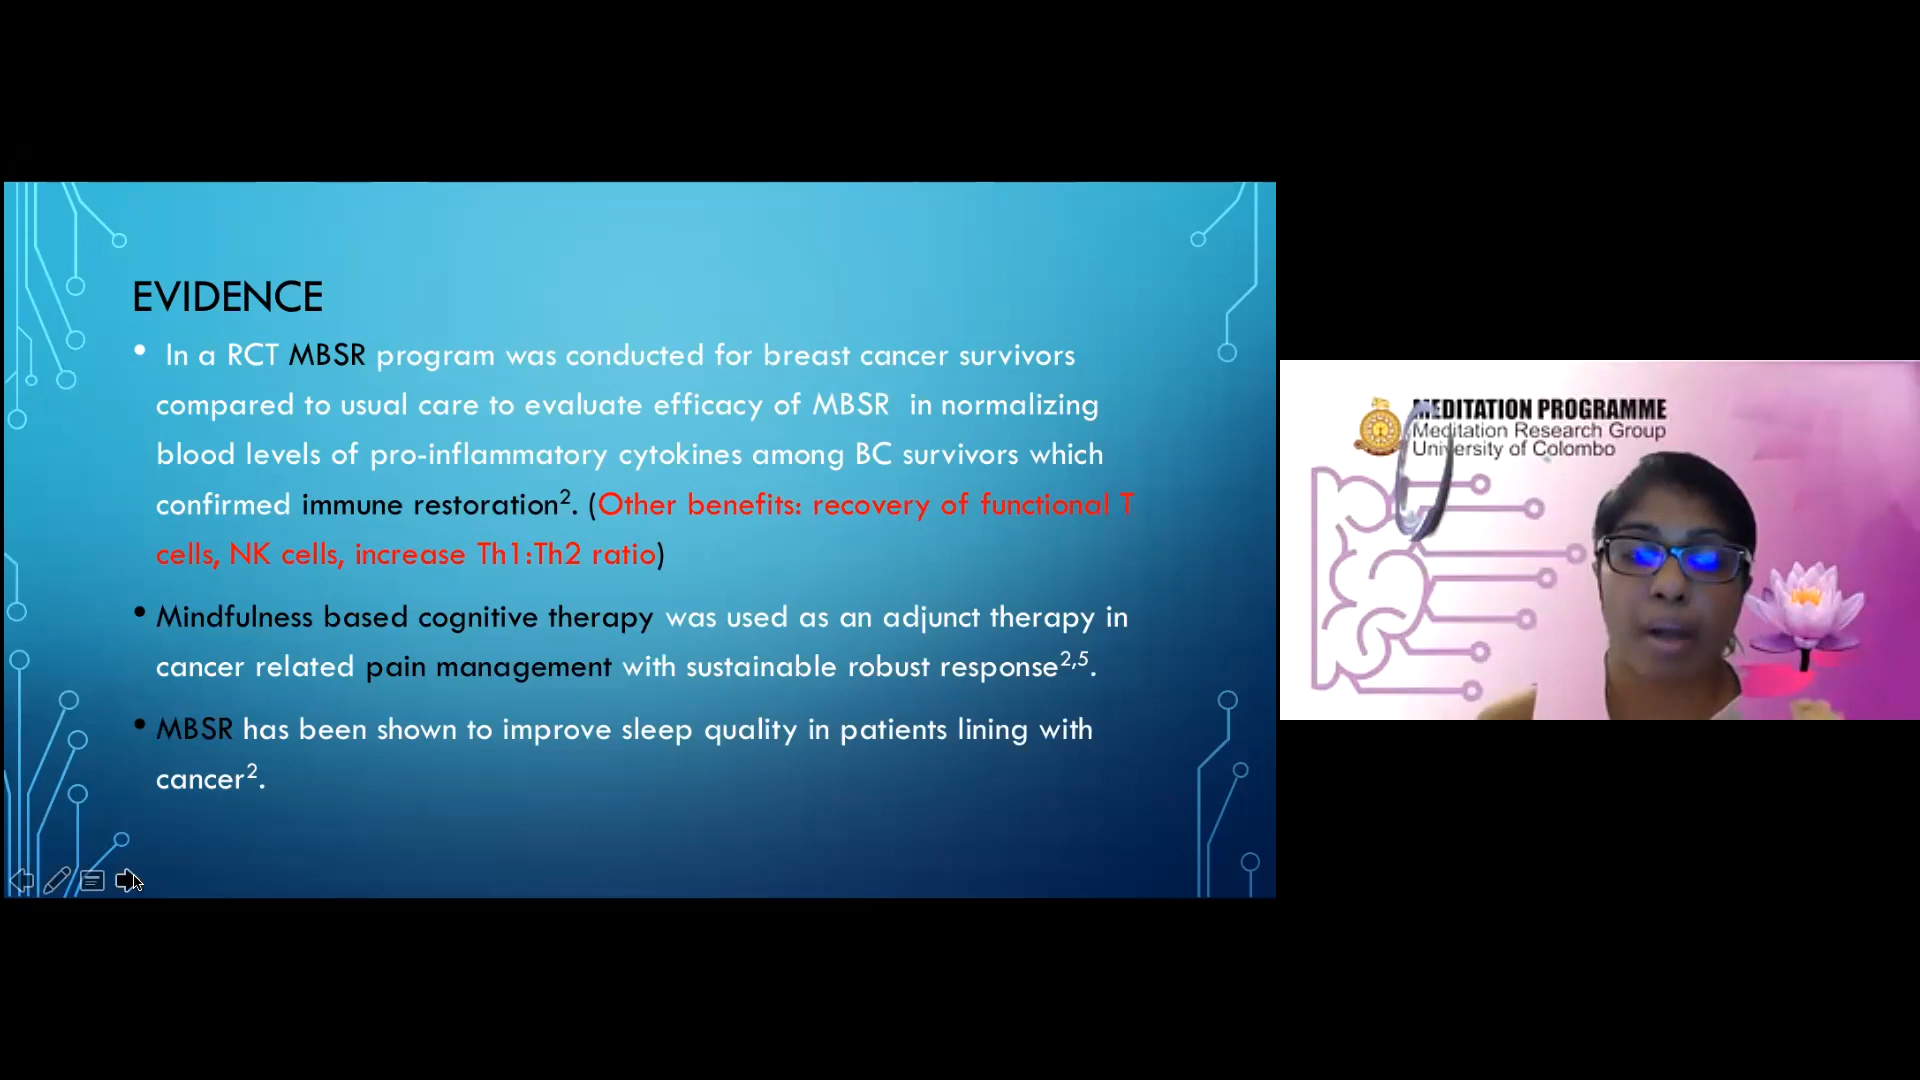 EVIDENCE
• In a RCT MBSR program was conducted for breast cancer survivors
compared to usual care to evaluate efficacy of MBSR in normalizing
blood levels of pro-inflammatory cytokines among BC survivors which
confirmed immune restoration². (Other benefits: recovery of functional T
cells, NK cells, increase Th1:Th2 ratio)
• Mindfulness based cognitive therapy was used as an adjunct therapy in
cancer related pain management with sustainable robust response²,⁵.
• MBSR has been shown to improve sleep quality in patients lining with
cancer².
MEDITATION PROGRAMME
Meditation Research Group
University of Colombo